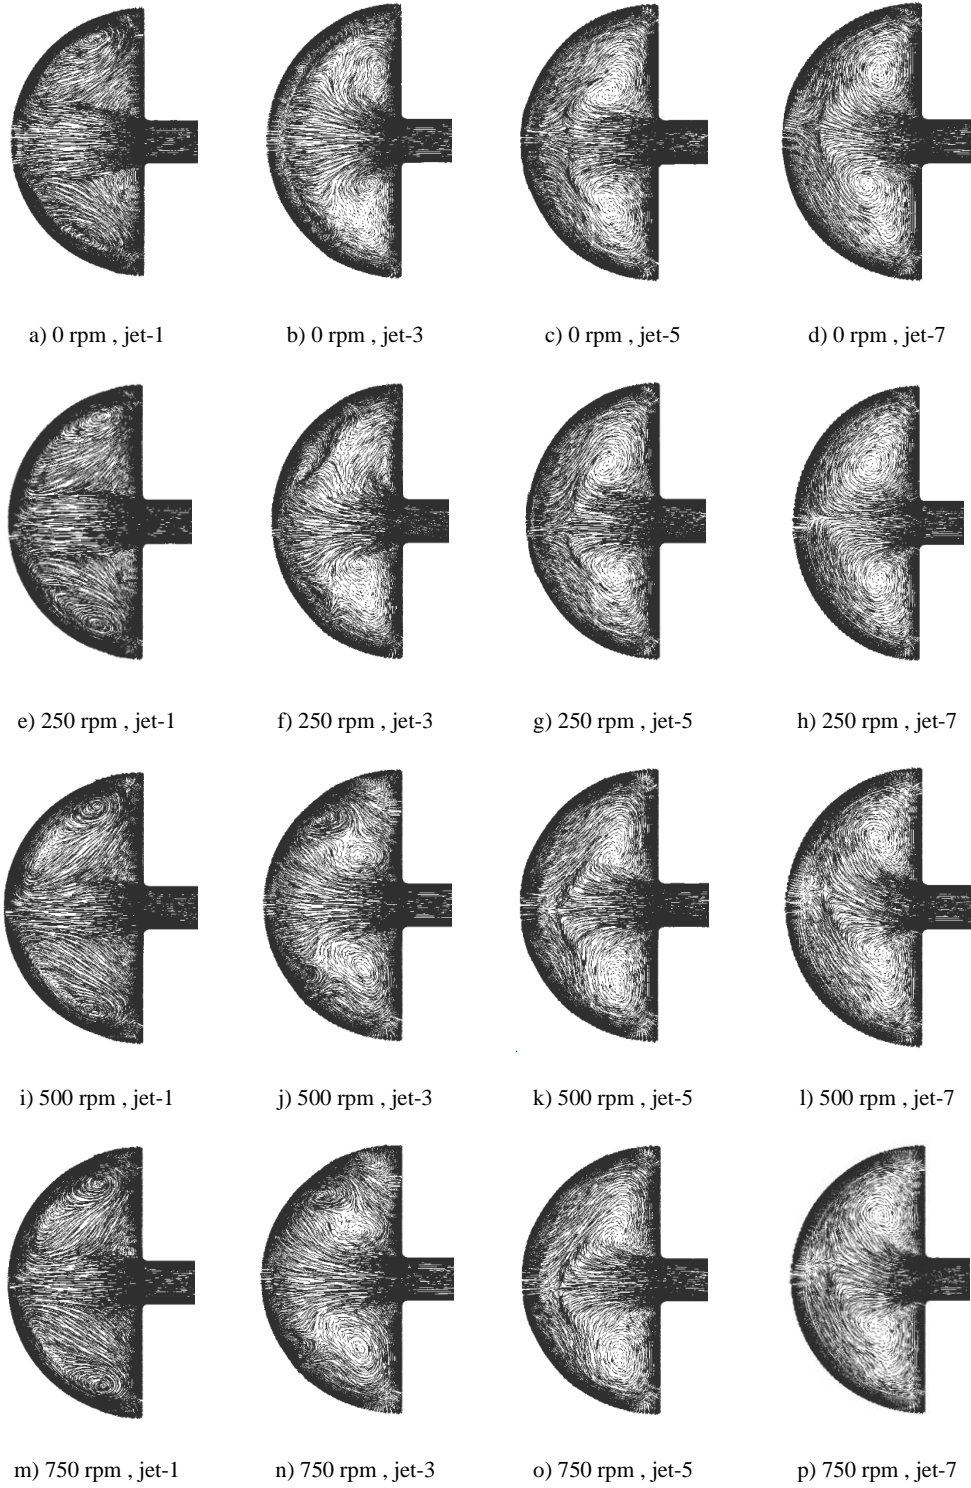 a) 0 rpm , jet-1
b) 0 rpm , jet-3
c) 0 rpm , jet-5
d) 0 rpm , jet-7
e) 250 rpm , jet-1
f) 250 rpm , jet-3
g) 250 rpm , jet-5
h) 250 rpm , jet-7
i) 500 rpm , jet-1
j) 500 rpm , jet-3
k) 500 rpm , jet-5
l) 500 rpm , jet-7
m) 750 rpm , jet-1
n) 750 rpm , jet-3
o) 750 rpm , jet-5
p) 750 rpm , jet-7